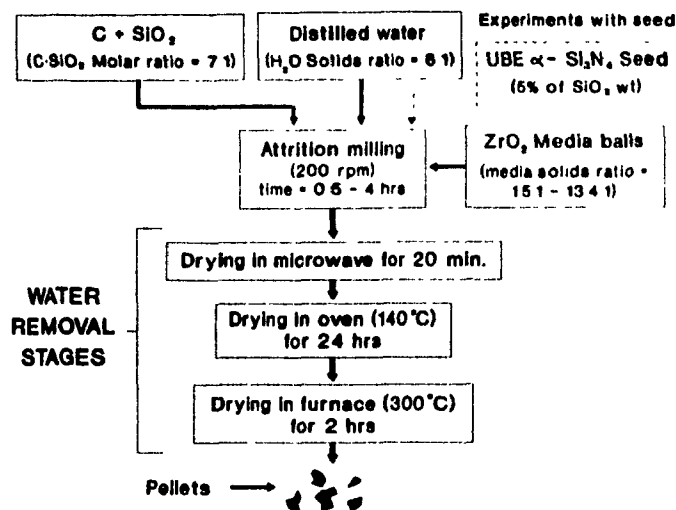 C + SiO₂
(C·SiO₂ Molar ratio = 7 1)
Distilled water
(H₂O Solids ratio = 6 1)
Experiments with seed
UBE ∝- Si₃N₄ Seed
(5% of SiO₂ wt)
Attrition milling
(200 rpm)
time = 0 5 - 4 hrs
ZrO₂ Media balls
(media solids ratio =
15 1 - 13 4 1)
WATER
REMOVAL
STAGES
Drying in microwave for 20 min.
Drying in oven (140°C)
for 24 hrs
Drying in furnace (300°C)
for 2 hrs
Pellets